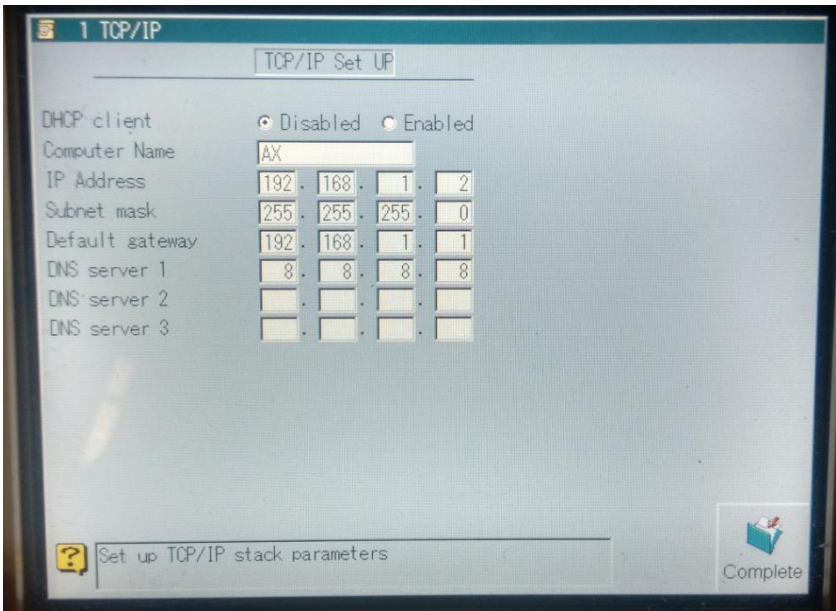 1 TCP/IP
TCP/IP Set UP
DHCP client Disabled Enabled
Computer Name AX
IP Address 192. 168. 1. 2
Subnet mask 255. 255. 255. 0
Default gateway 192. 168. 1. 1
DNS server 1 8. 8. 8. 8
DNS server 2 . . .
DNS server 3 . . .
? Set up TCP/IP stack parameters
Complete